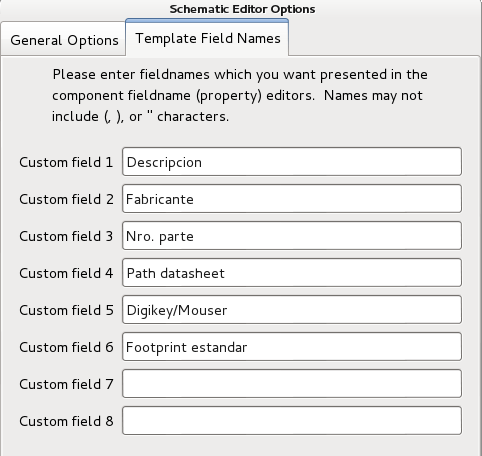 Schematic Editor Options
General Options
Template Field Names
Please enter fieldnames which you want presented in the
component fieldname (property) editors.  Names may not
include (, ), or " characters.
Custom field 1 Descripcion
Custom field 2 Fabricante
Custom field 3 Nro. parte
Custom field 4 Path datasheet
Custom field 5 Digikey/Mouser
Custom field 6 Footprint estandar
Custom field 7
Custom field 8